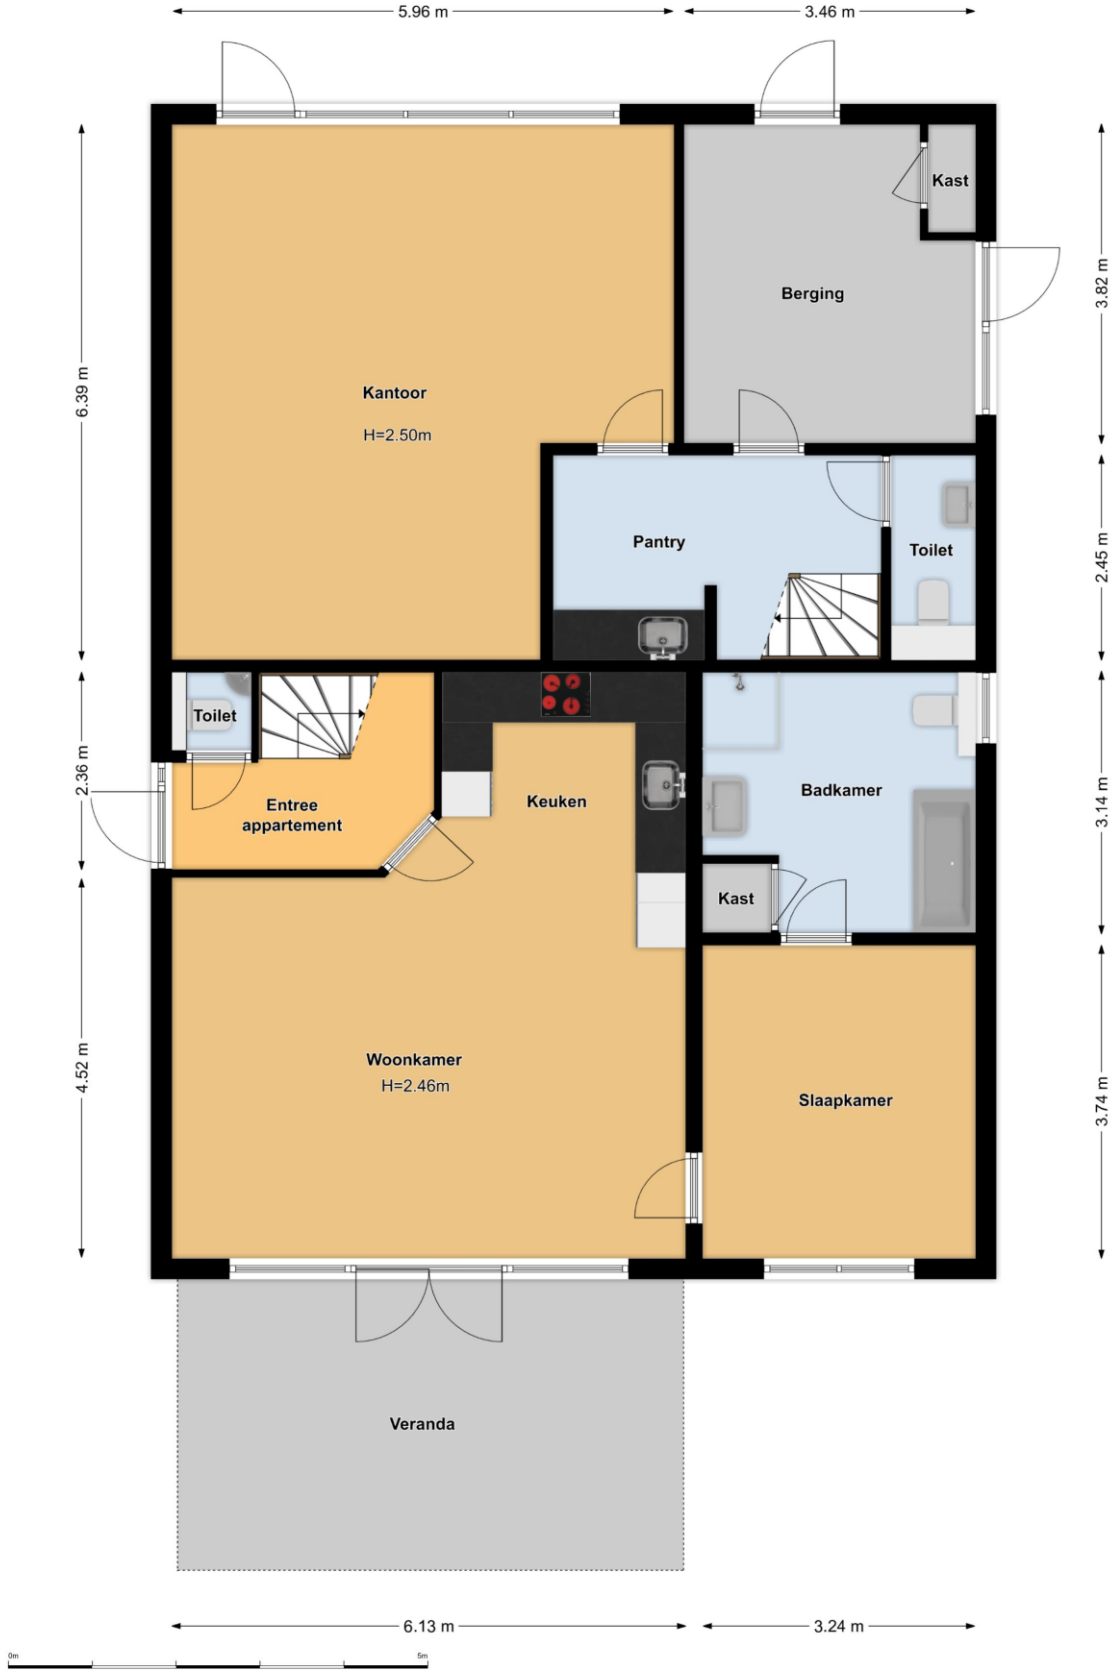 5.96 m
3.46 m
Kast
3.82 m
Berging
6.39 m
Kantoor
H=2.50m
Pantry
Toilet
2.45 m
Toilet
2.36 m
Entree
appartement
Keuken
Badkamer
3.14 m
Kast
Woonkamer
H=2.46m
4.52 m
Slaapkamer
3.74 m
Veranda
6.13 m
3.24 m
0m
5m